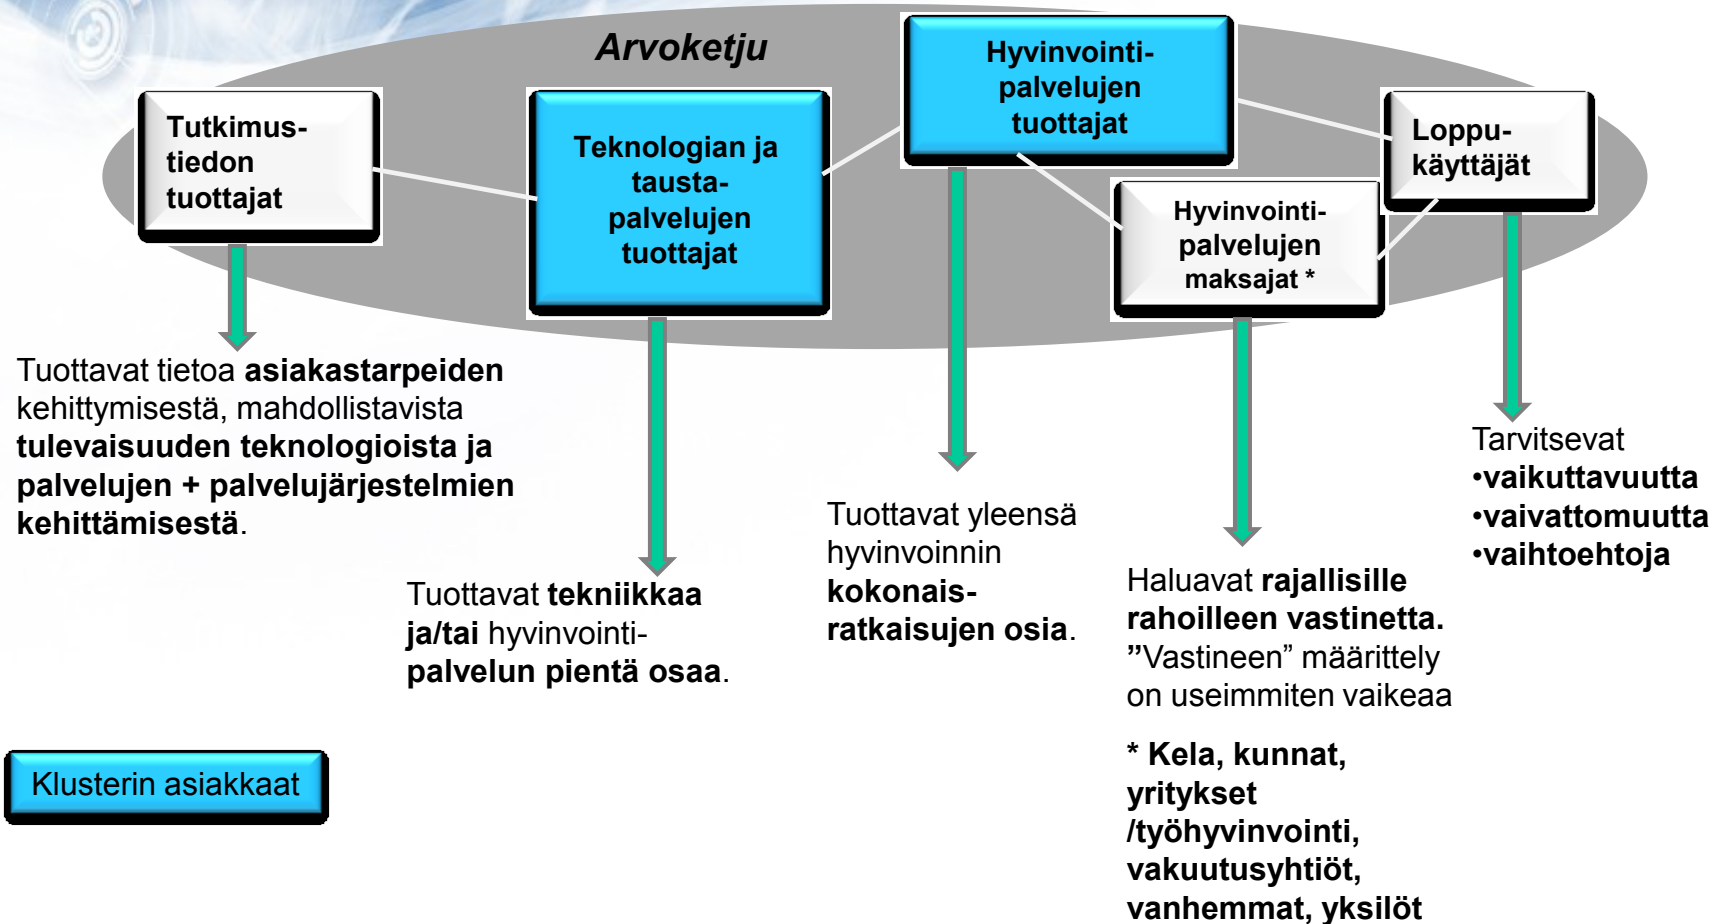 Arvoketju
Tutkimus-
tiedon
tuottajat
Teknologian ja
tausta-
palvelujen
tuottajat
Hyvinvointi-
palvelujen
tuottajat
Hyvinvointi-
palvelujen
maksajat *
Loppu-
käyttäjät
Tuottavat tietoa asiakastarpeiden
kehittymisestä, mahdollistavista
tulevaisuuden teknologioista ja
palvelujen + palvelujärjestelmien
kehittämisestä.
Tuottavat tekniikkaa
ja/tai hyvinvointi-
palvelun pientä osaa.
Tuottavat yleensä
hyvinvoinnin
kokonais-
ratkaisujen osia.
Haluavat rajallisille
rahoilleen vastinetta.
”Vastineen” määrittely
on useimmiten vaikeaa
* Kela, kunnat,
yritykset
/työhyvinvointi,
vakuutusyhtiöt,
vanhemmat, yksilöt
Tarvitsevat
•vaikuttavuutta
•vaivattomuutta
•vaihtoehtoja
Klusterin asiakkaat